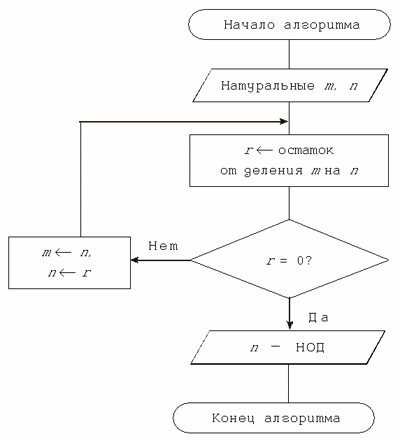 Начало алгоритма
Натуральные m, n
r ← остаток
от деления m на n
Нет
m ← n,
n ← r
r = 0?
Да
n — НОД
Конец алгоритма